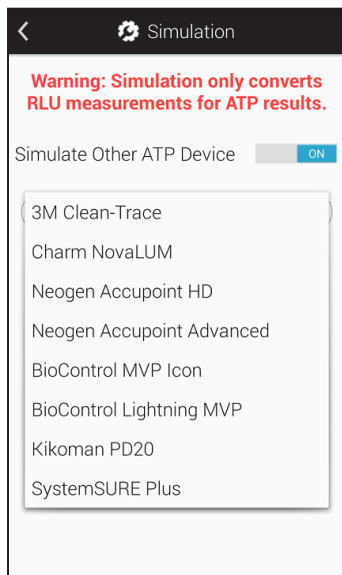 Simulation
Warning: Simulation only converts
RLU measurements for ATP results.
Simulate Other ATP Device ON
3M Clean-Trace
Charm NovaLUM
Neogen Accupoint HD
Neogen Accupoint Advanced
BioControl MVP Icon
BioControl Lightning MVP
Kikoman PD20
SystemSURE Plus